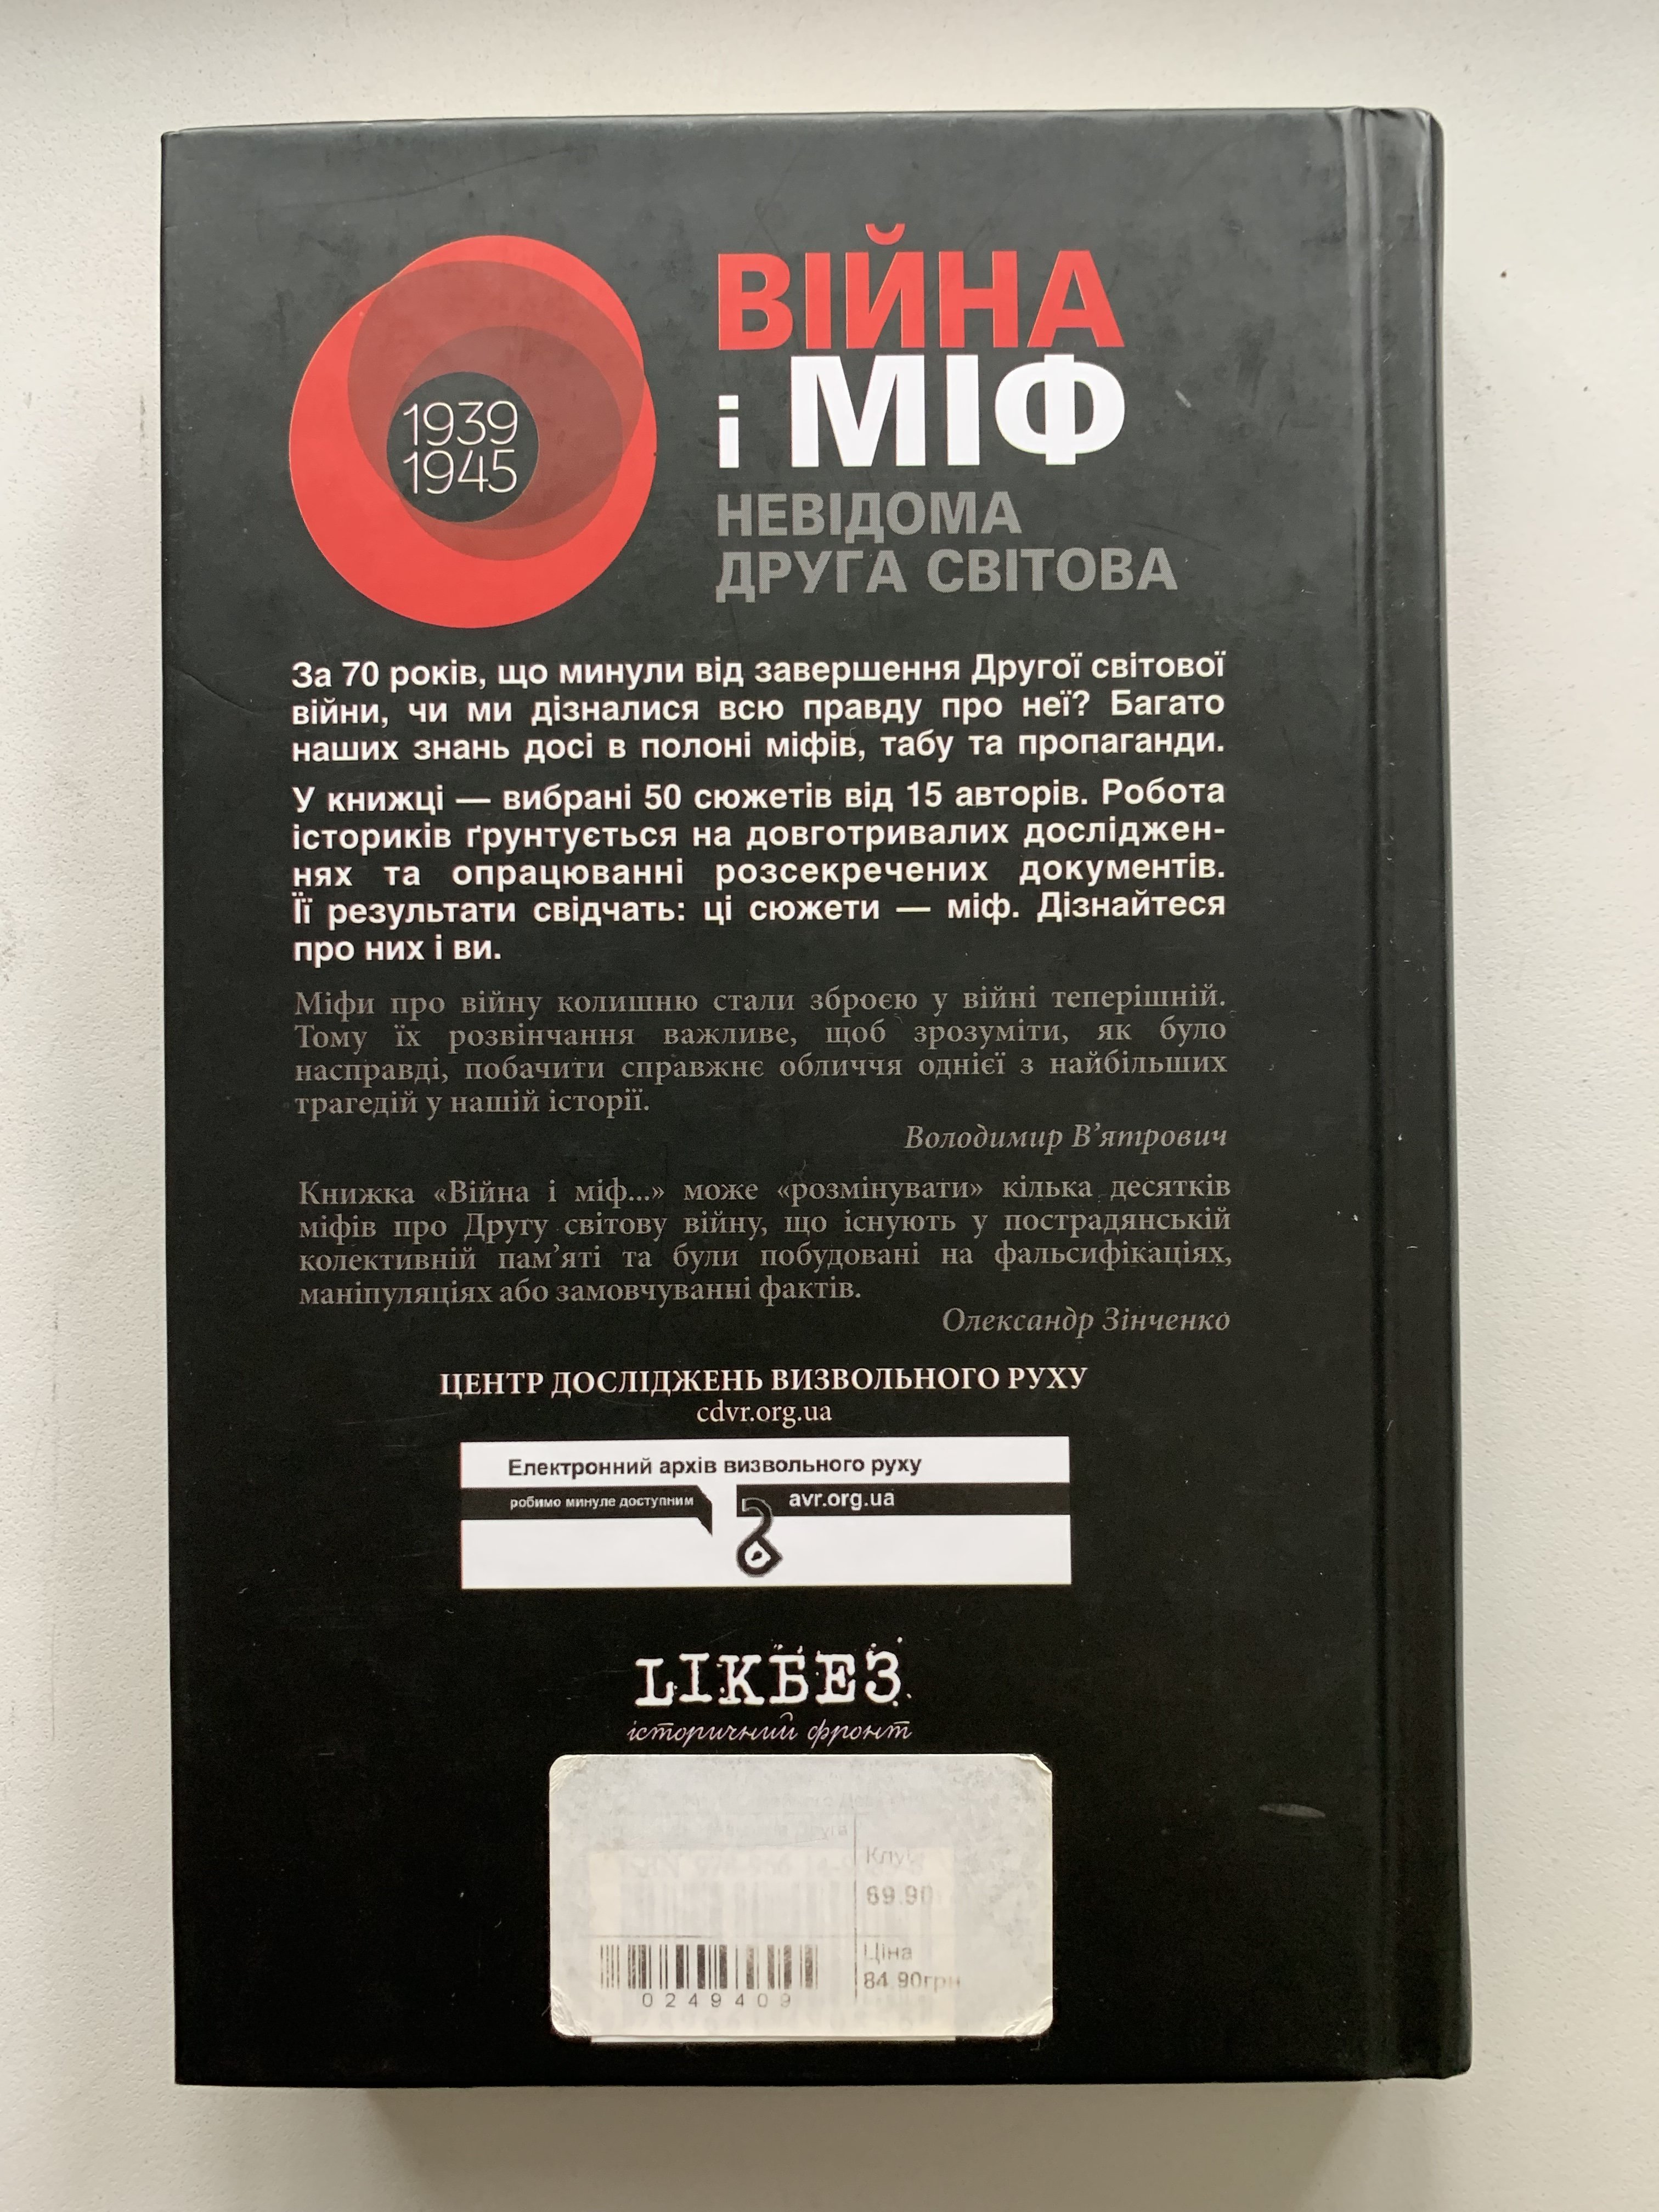 1939
1945
ВІЙНА
і МІФ
НЕВІДОМА
ДРУГА СВІТОВА
За 70 років, що минули від завершення Другої світової
війни, чи ми дізналися всю правду про неї? Багато
наших знань досі в полоні міфів, табу та пропаганди.
У книжці — вибрані 50 сюжетів від 15 авторів. Робота
істориків ґрунтується на довготривалих досліджен-
нях та опрацюванні розсекречених документів.
Її результати свідчать: ці сюжети — міф. Дізнайтеся
про них і ви.
Міфи про війну колишню стали зброєю у війні теперішній.
Тому їх розвінчання важливе, щоб зрозуміти, як було
насправді, побачити справжнє обличчя однієї з найбільших
трагедій у нашій історії.
Володимир В’ятрович
Книжка «Війна і міф...» може «розмінувати» кілька десятків
міфів про Другу світову війну, що існують у пострадянській
колективній пам’яті та були побудовані на фальсифікаціях,
маніпуляціях або замовчуванні фактів.
Олександр Зінченко
ЦЕНТР ДОСЛІДЖЕНЬ ВИЗВОЛЬНОГО РУХУ
cdvr.org.ua
Електронний архів визвольного руху
робимо минуле доступним
avr.org.ua
LIКБЕЗ
історичний фронт
Клуб
69.90
Ціна
84.90грн
0249409